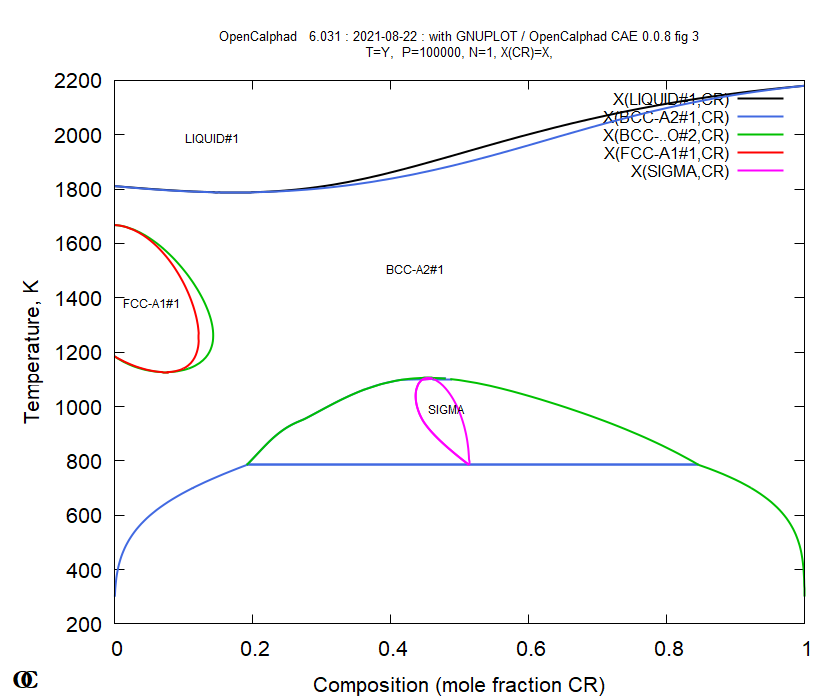 OpenCalphad 6.031 : 2021-08-22 : with GNUPLOT / OpenCalphad CAE 0.0.8 fig 3
T=Y, P=100000, N=1, X(CR)=X,
2200
2000
1800
1600
1400
1200
1000
800
600
400
200
Temperature, K
LIQUID#1
X(LIQUID#1,CR)
X(BCC-A2#1,CR)
X(BCC-..O#2,CR)
X(FCC-A1#1,CR)
X(SIGMA,CR)
BCC-A2#1
FCC-A1#1
SIGMA
0 0.2 0.4 0.6 0.8 1
Composition (mole fraction CR)
OC